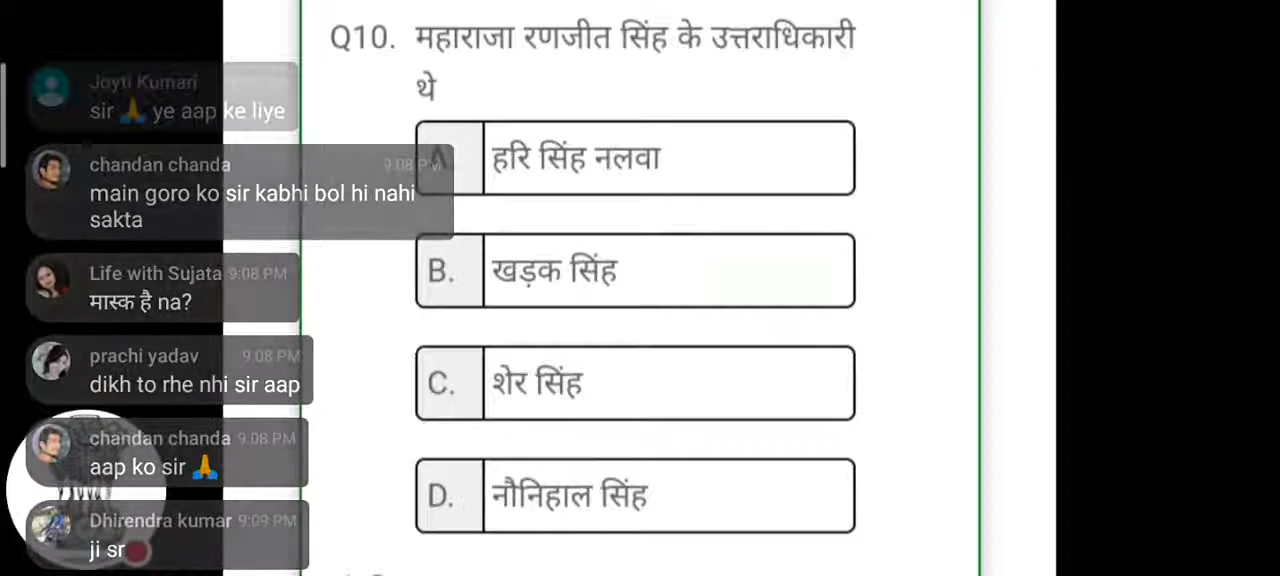 Q10. महाराजा रणजीत सिंह के उत्तराधिकारी
थे
A. हरि सिंह नलवा
B. खड़क सिंह
C. शेर सिंह
D. नौनिहाल सिंह
Joyti Kumari
sir 🙏 ye aap ke liye
chandan chanda 9:08 PM
main goro ko sir kabhi bol hi nahi
sakta
Life with Sujata 9:08 PM
मास्क है na?
prachi yadav 9:08 PM
dikh to rhe nhi sir aap
chandan chanda 9:08 PM
aap ko sir 🙏
Dhirendra kumar 9:09 PM
ji sr